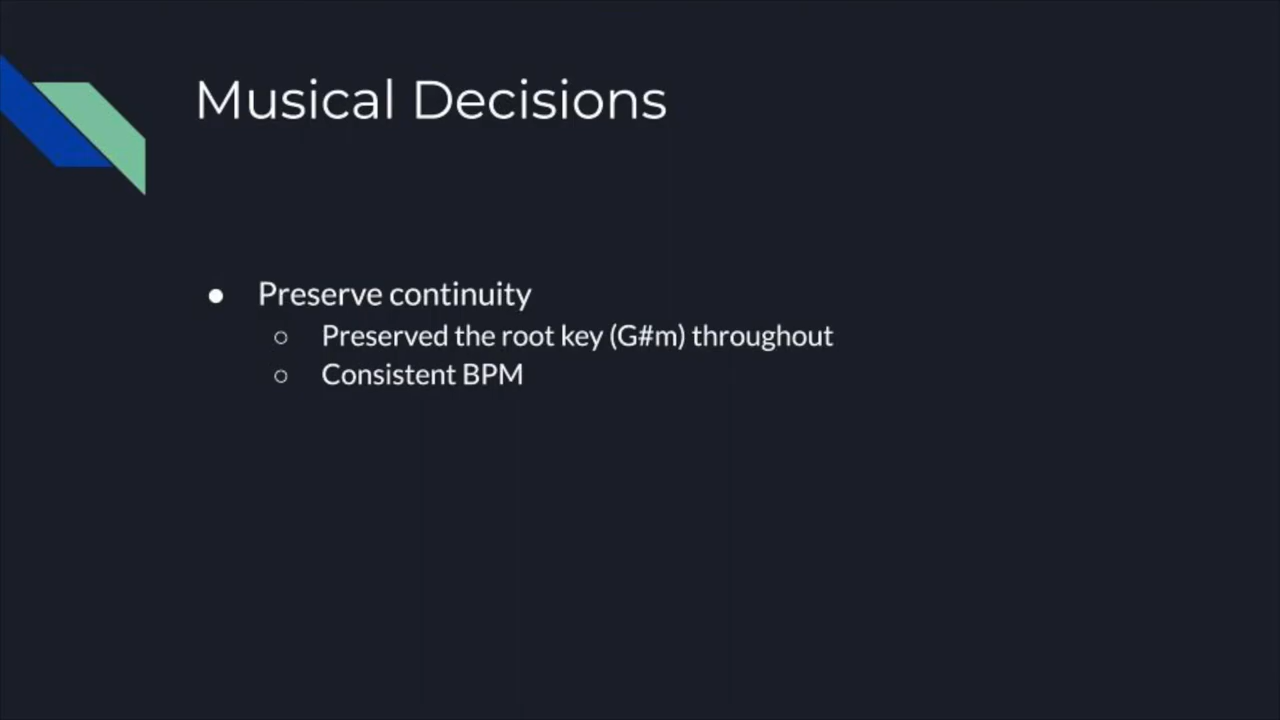 Musical Decisions
● Preserve continuity
○ Preserved the root key (G#m) throughout
○ Consistent BPM